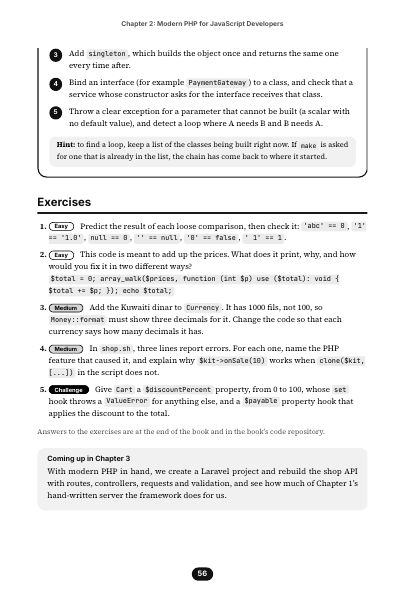 Chapter 2: Modern PHP for JavaScript Developers
3 Add singleton, which builds the object once and returns the same one
every time after.
4 Bind an interface (for example PaymentGateway) to a class, and check that a
service whose constructor asks for the interface receives that class.
5 Throw a clear exception for a parameter that cannot be built (a scalar with
no default value), and detect a loop where A needs B and B needs A.
Hint: to find a loop, keep a list of the classes being built right now. If make is asked
for one that is already in the list, the chain has come back to where it started.
Exercises
1. Easy Predict the result of each loose comparison, then check it: 'abc' == 0, '1'
== '1.0', null == 0, '' == null, '0' == false, ' 1' == 1.
2. Easy This code is meant to add up the prices. What does it print, why, and how
would you fix it in two different ways?
$total = 0; array_walk($prices, function (int $p) use ($total): void {
$total += $p; }); echo $total;
3. Medium Add the Kuwaiti dinar to Currency. It has 1000 fils, not 100, so
Money::format must show three decimals for it. Change the code so that each
currency says how many decimals it has.
4. Medium In shop.sh, three lines report errors. For each one, name the PHP
feature that caused it, and explain why $kit->onSale(10) works when clone($kit,
[...]) in the script does not.
5. Challenge Give Cart a $discountPercent property, from 0 to 100, whose set
hook throws a ValueError for anything else, and a $payable property hook that
applies the discount to the total.
Answers to the exercises are at the end of the book and in the book's code repository.
Coming up in Chapter 3
With modern PHP in hand, we create a Laravel project and rebuild the shop API
with routes, controllers, requests and validation, and see how much of Chapter 1's
hand-written server the framework does for us.
56